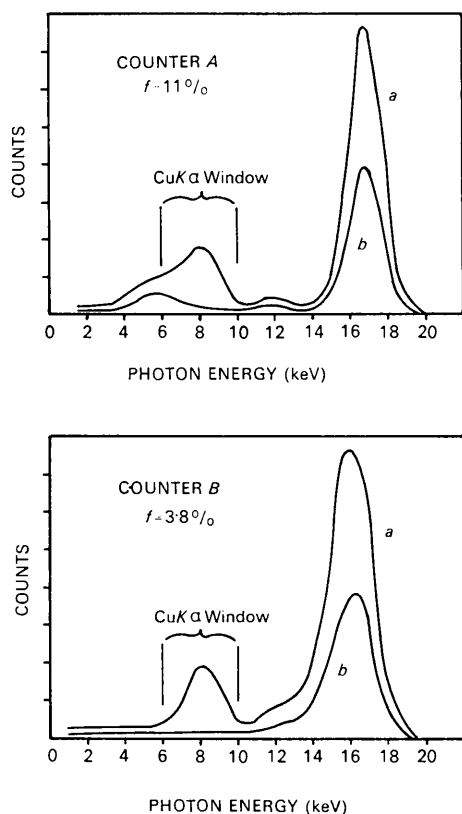 COUNTER A
f - 11 %
CuKα Window
COUNTS
a
b
0 2 4 6 8 10 12 14 16 18 20
PHOTON ENERGY (keV)
COUNTER B
f - 3·8 %
CuKα Window
COUNTS
a
b
0 2 4 6 8 10 12 14 16 18 20
PHOTON ENERGY (keV)